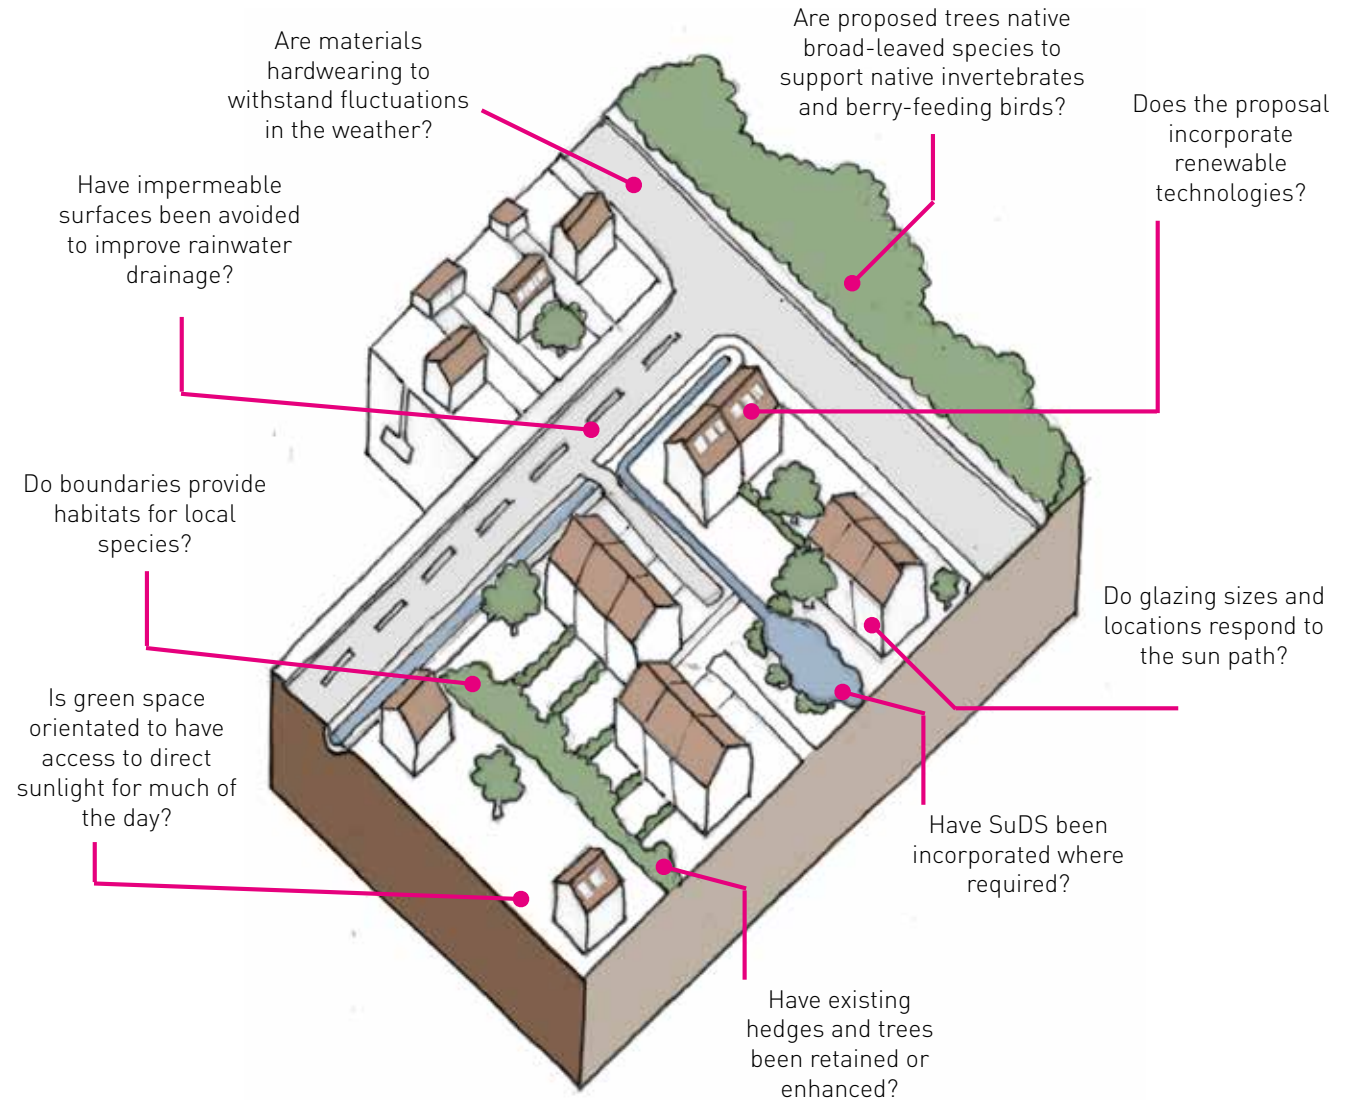 Are materials
hardwearing to
withstand fluctuations
in the weather?
Are proposed trees native
broad-leaved species to
support native invertebrates
and berry-feeding birds?
Does the proposal
incorporate
renewable
technologies?
Have impermeable
surfaces been avoided
to improve rainwater
drainage?
Do boundaries provide
habitats for local
species?
Do glazing sizes and
locations respond to
the sun path?
Is green space
orientated to have
access to direct
sunlight for much of
the day?
Have SuDS been
incorporated where
required?
Have existing
hedges and trees
been retained or
enhanced?